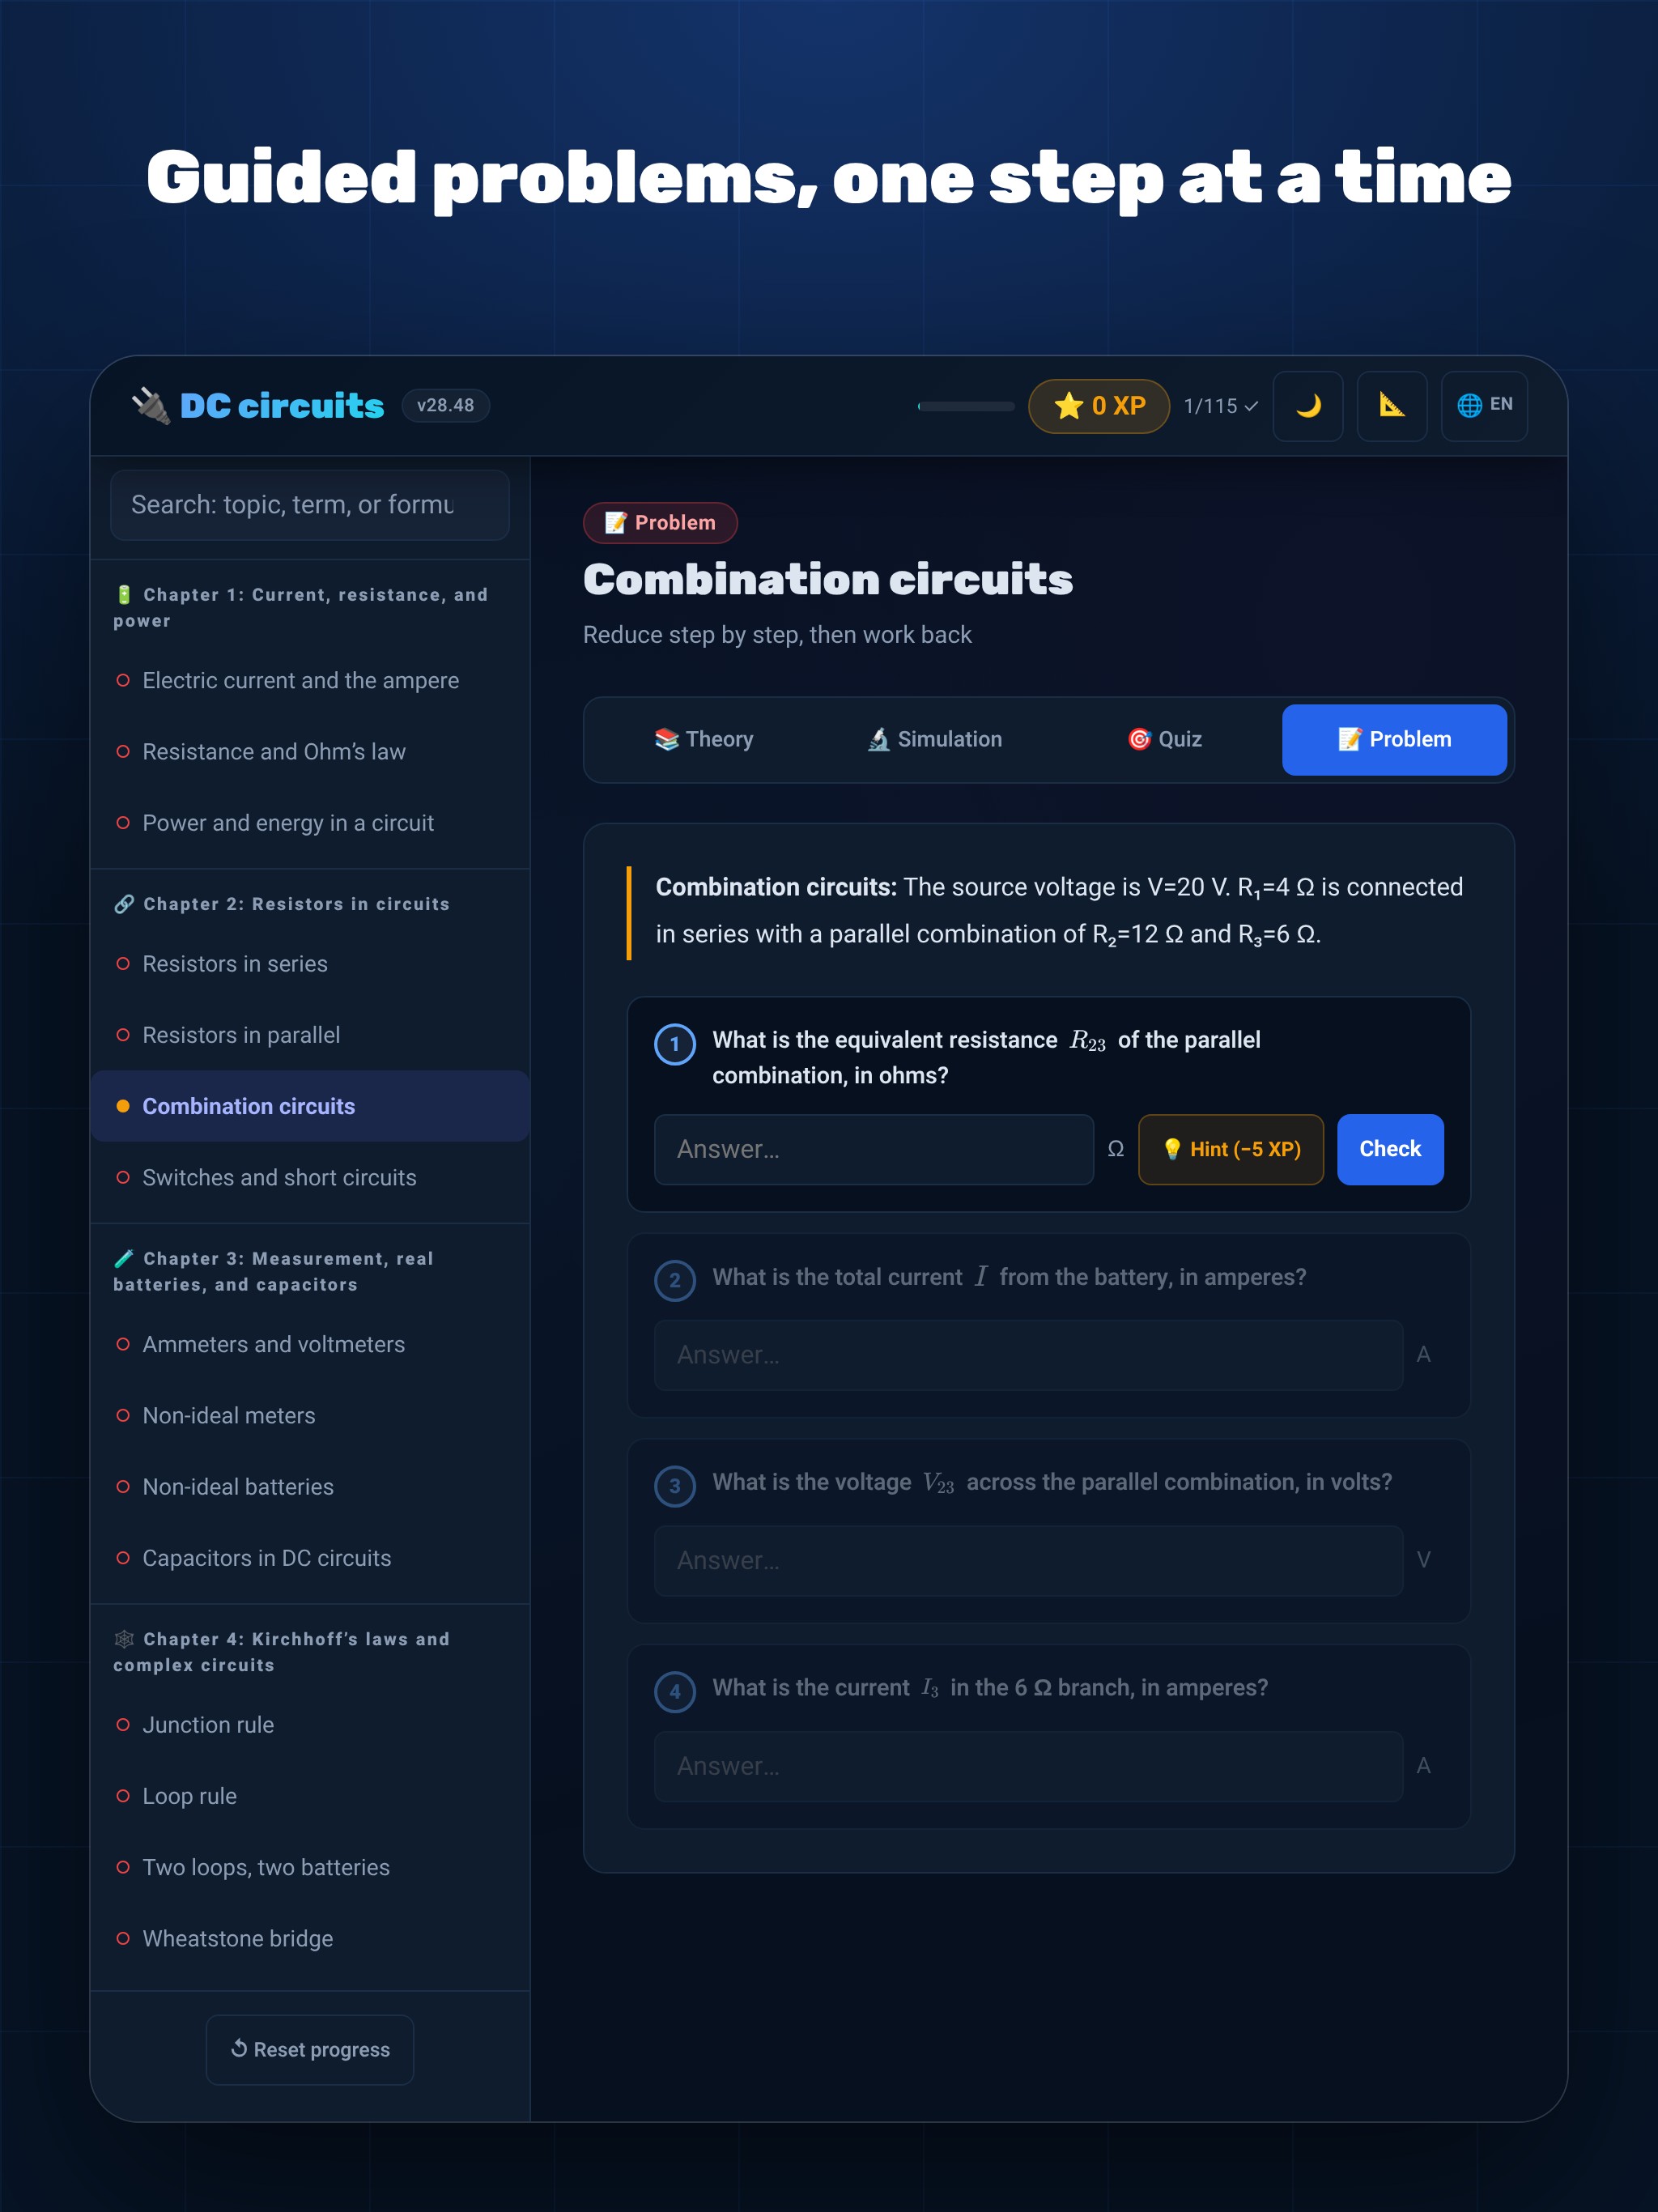 Guided problems, one step at a time
DC circuits
v28.48
0 XP
1/115 ✓
EN
Search: topic, term, or formu
Chapter 1: Current, resistance, and
power
Electric current and the ampere
Resistance and Ohm’s law
Power and energy in a circuit
Chapter 2: Resistors in circuits
Resistors in series
Resistors in parallel
Combination circuits
Switches and short circuits
Chapter 3: Measurement, real
batteries, and capacitors
Ammeters and voltmeters
Non-ideal meters
Non-ideal batteries
Capacitors in DC circuits
Chapter 4: Kirchhoff’s laws and
complex circuits
Junction rule
Loop rule
Two loops, two batteries
Wheatstone bridge
Reset progress
Problem
Combination circuits
Reduce step by step, then work back
Theory
Simulation
Quiz
Problem
Combination circuits: The source voltage is V=20 V. R₁=4 Ω is connected
in series with a parallel combination of R₂=12 Ω and R₃=6 Ω.
1 What is the equivalent resistance R₂₃ of the parallel
combination, in ohms?
Answer... Ω Hint (−5 XP) Check
2 What is the total current I from the battery, in amperes?
Answer... A
3 What is the voltage V₂₃ across the parallel combination, in volts?
Answer... V
4 What is the current I₃ in the 6 Ω branch, in amperes?
Answer... A